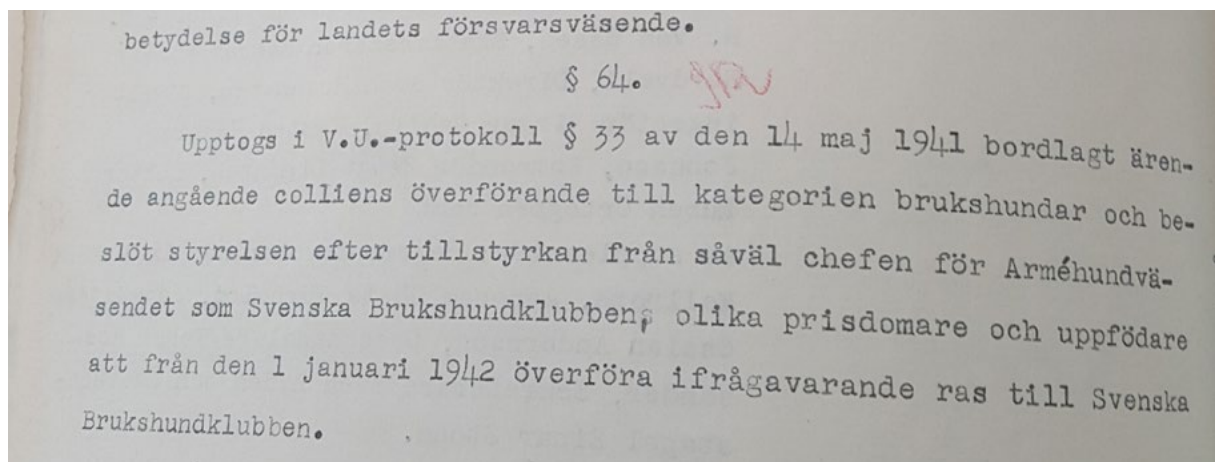 betydelse för landets försvarsväsende.
§ 64.
Upptogs i V.U.-protokoll § 33 av den 14 maj 1941 bordlagt ären-
de angående colliens överförande till kategorien brukshundar och be-
slöt styrelsen efter tillstyrkan från såväl chefen för Arméhundvä-
sendet som Svenska Brukshundklubben, olika prisdomare och uppfödare
att från den 1 januari 1942 överföra ifrågavarande ras till Svenska
Brukshundklubben.